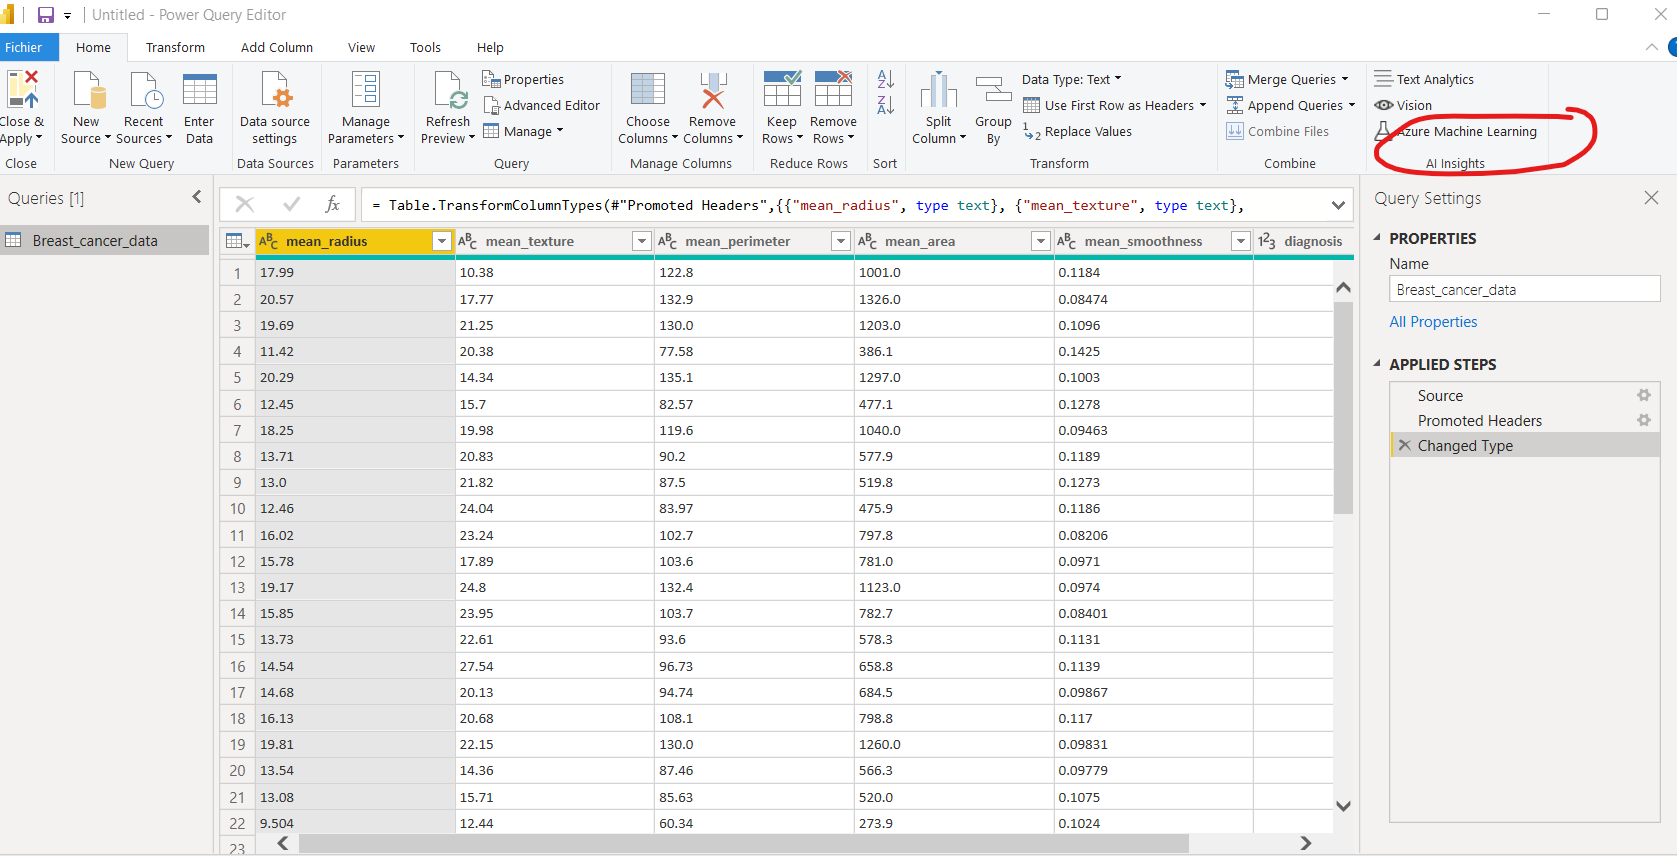 Untitled - Power Query Editor
Fichier Home Transform Add Column View Tools Help
Close & Apply
New Source
Recent Sources
Enter Data
Data source settings
Manage Parameters
Refresh Preview
Properties
Advanced Editor
Manage
Choose Columns
Remove Columns
Keep Rows
Remove Rows
Split Column
Group By
Data Type: Text
Use First Row as Headers
Replace Values
Merge Queries
Append Queries
Combine Files
Text Analytics
Vision
Azure Machine Learning
Close New Query Data Sources Parameters Query Manage Columns Reduce Rows Sort Transform Combine AI Insights
Queries [1]
Breast_cancer_data
fx = Table.TransformColumnTypes(#"Promoted Headers",{{"mean_radius", type text}, {"mean_texture", type text},
ABC mean_radius ABC mean_texture ABC mean_perimeter ABC mean_area ABC mean_smoothness 123 diagnosis
1 17.99 10.38 122.8 1001.0 0.1184
2 20.57 17.77 132.9 1326.0 0.08474
3 19.69 21.25 130.0 1203.0 0.1096
4 11.42 20.38 77.58 386.1 0.1425
5 20.29 14.34 135.1 1297.0 0.1003
6 12.45 15.7 82.57 477.1 0.1278
7 18.25 19.98 119.6 1040.0 0.09463
8 13.71 20.83 90.2 577.9 0.1189
9 13.0 21.82 87.5 519.8 0.1273
10 12.46 24.04 83.97 475.9 0.1186
11 16.02 23.24 102.7 797.8 0.08206
12 15.78 17.89 103.6 781.0 0.0971
13 19.17 24.8 132.4 1123.0 0.0974
14 15.85 23.95 103.7 782.7 0.08401
15 13.73 22.61 93.6 578.3 0.1131
16 14.54 27.54 96.73 658.8 0.1139
17 14.68 20.13 94.74 684.5 0.09867
18 16.13 20.68 108.1 798.8 0.117
19 19.81 22.15 130.0 1260.0 0.09831
20 13.54 14.36 87.46 566.3 0.09779
21 13.08 15.71 85.63 520.0 0.1075
22 9.504 12.44 60.34 273.9 0.1024
23
Query Settings
PROPERTIES
Name
Breast_cancer_data
All Properties
APPLIED STEPS
Source
Promoted Headers
Changed Type